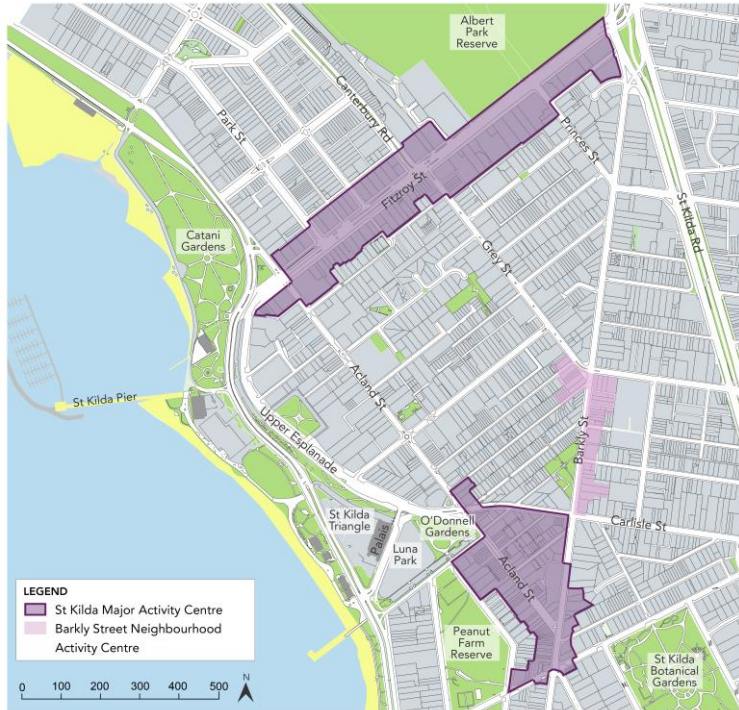 Albert
Park
Reserve
Canterbury Rd
Park St
Princes St
Fitzroy St
St Kilda Rd
Catani
Gardens
Grey St
St Kilda Pier
Acland St
Upper Esplanade
Barkly St
St Kilda
Triangle
Palais
Luna
Park
O'Donnell
Gardens
Carlisle St
Acland St
Peanut
Farm
Reserve
St Kilda
Botanical
Gardens
LEGEND
St Kilda Major Activity Centre
Barkly Street Neighbourhood
Activity Centre
0 100 200 300 400 500
N